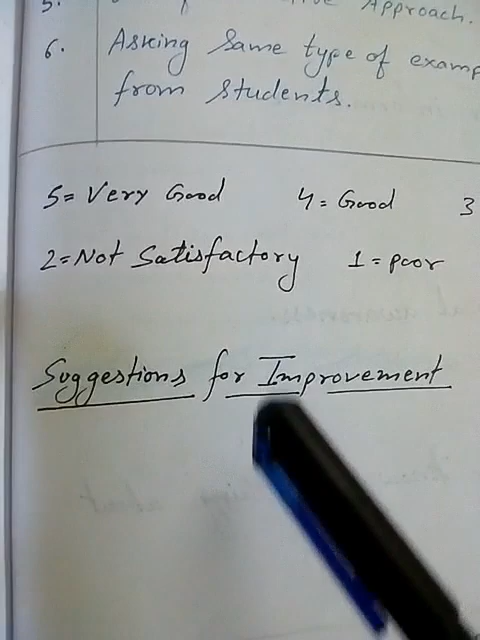 5. Approach.
6. Asking Same type of examp
from Students.
5= Very Good 4= Good 3
2=Not Satisfactory 1=poor
Suggestions for Improvement